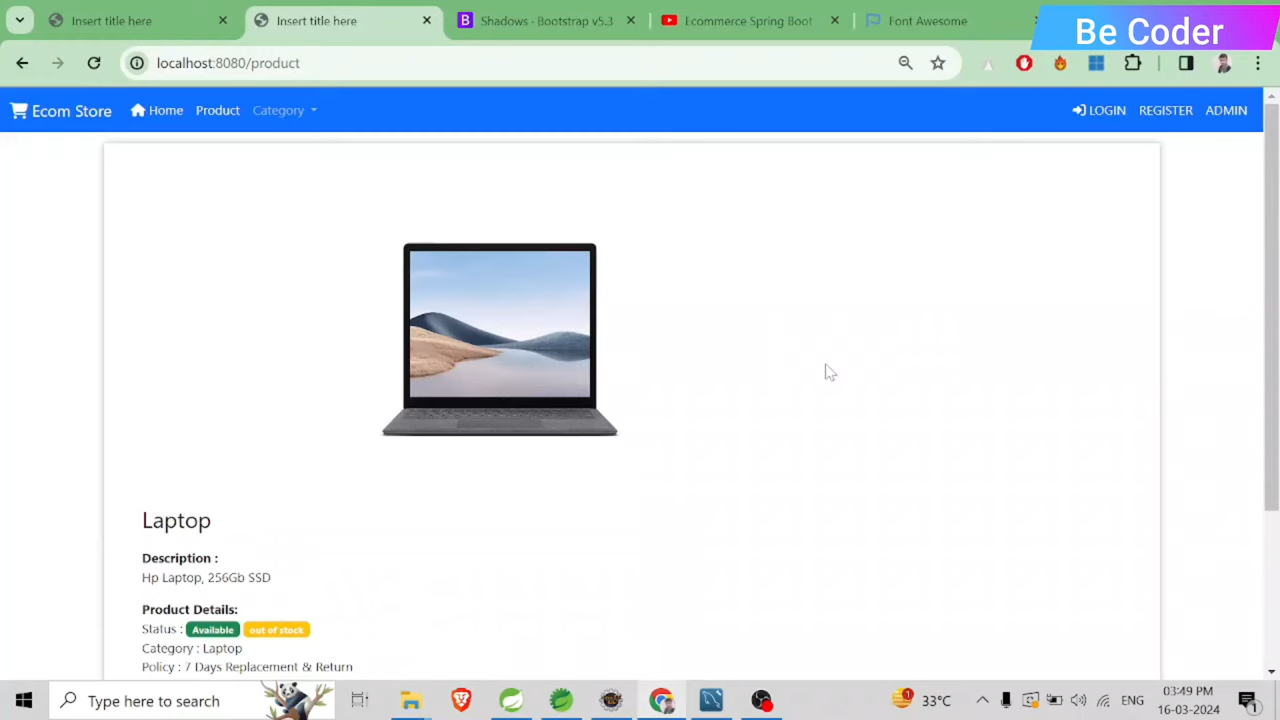 Insert title here
Insert title here
Shadows - Bootstrap v5.3
Ecommerce Spring Boot
Font Awesome
Be Coder
localhost:8080/product
Ecom Store
Home
Product
Category
LOGIN
REGISTER
ADMIN
Laptop
Description :
Hp Laptop, 256Gb SSD
Product Details:
Status : Available out of stock
Category : Laptop
Policy : 7 Days Replacement & Return
Type here to search
33°C
ENG
03:49 PM
16-03-2024